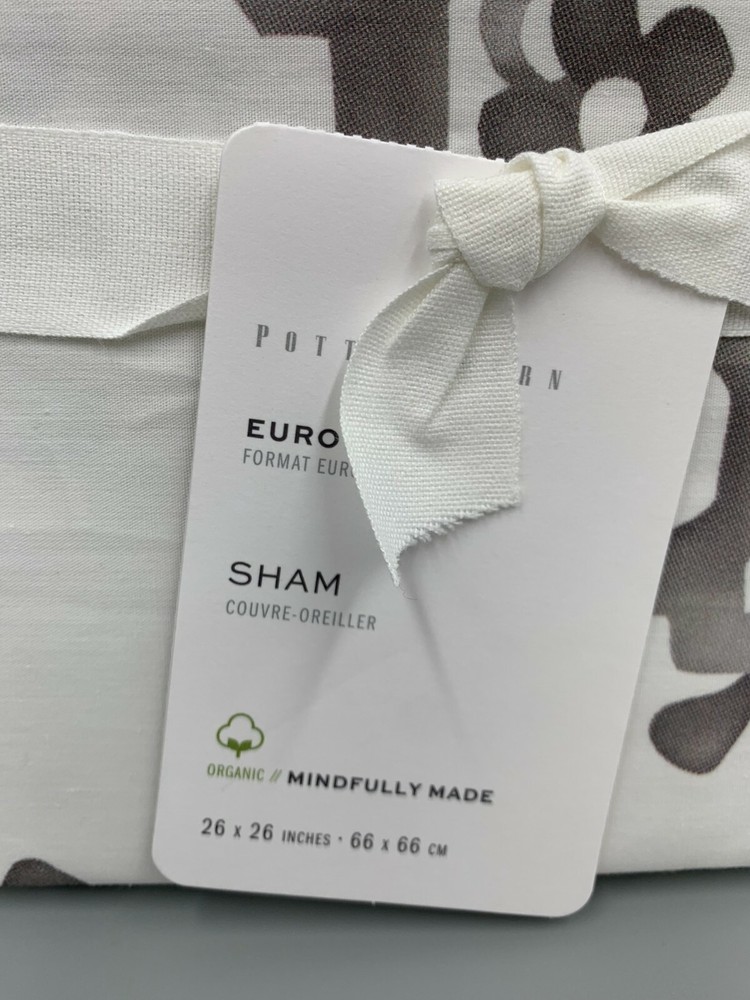 POTT RN
EURO
FORMAT EUR
SHAM
COUVRE-OREILLER
ORGANIC // MINDFULLY MADE
26 x 26 INCHES · 66 x 66 CM